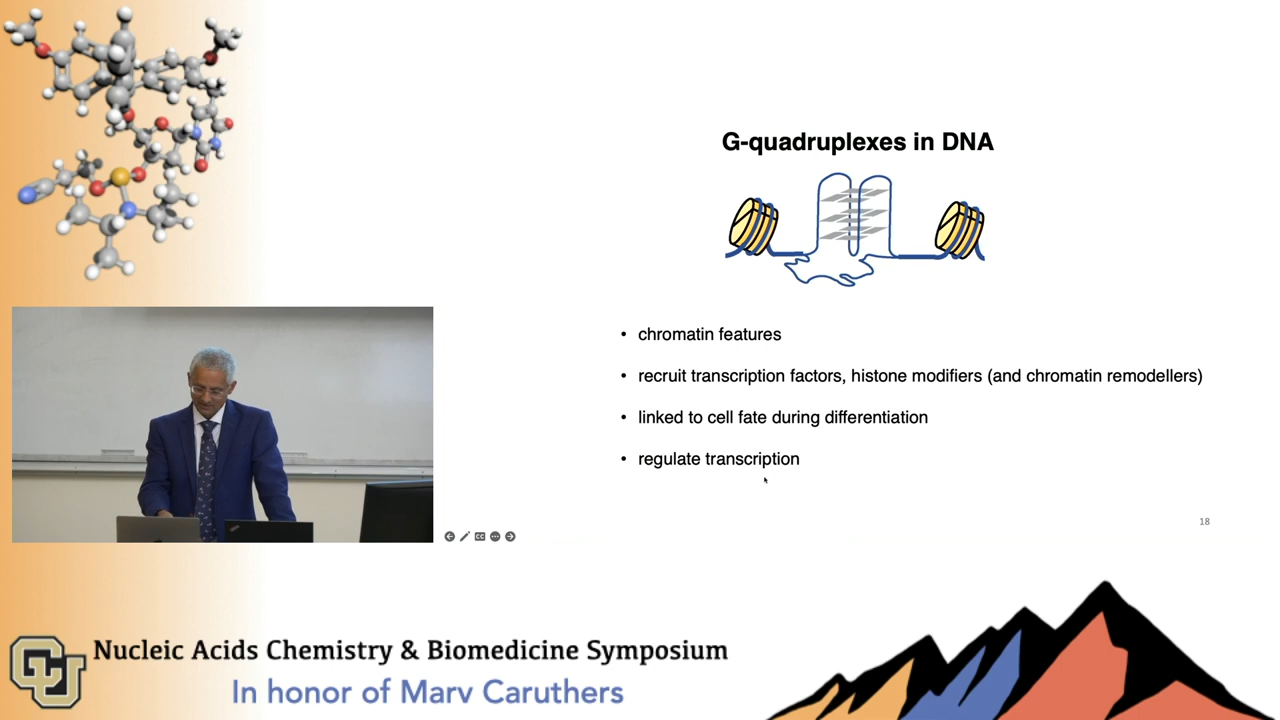 G-quadruplexes in DNA
• chromatin features
• recruit transcription factors, histone modifiers (and chromatin remodellers)
• linked to cell fate during differentiation
• regulate transcription
18
CU
Nucleic Acids Chemistry & Biomedicine Symposium
In honor of Marv Caruthers